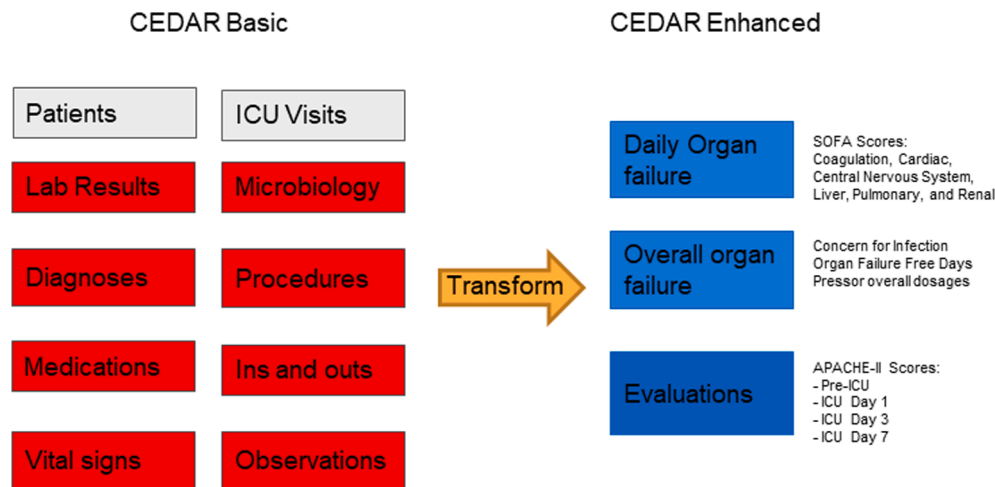 CEDAR Basic
CEDAR Enhanced
Patients
ICU Visits
Lab Results
Microbiology
Diagnoses
Procedures
Medications
Ins and outs
Vital signs
Observations
Transform
Daily Organ
failure
SOFA Scores:
Coagulation, Cardiac,
Central Nervous System,
Liver, Pulmonary, and Renal
Overall organ
failure
Concern for Infection
Organ Failure Free Days
Pressor overall dosages
Evaluations
APACHE-II Scores:
- Pre-ICU
- ICU Day 1
- ICU Day 3
- ICU Day 7